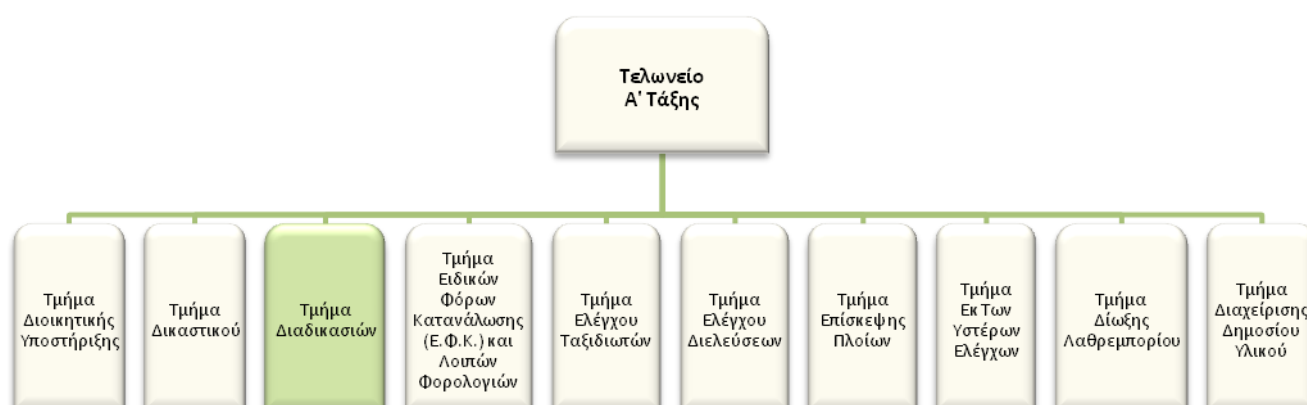 Τελωνείο
Α' Τάξης
Τμήμα
Διοικητικής
Υποστήριξης
Τμήμα
Δικαστικού
Τμήμα
Διαδικασιών
Τμήμα
Ειδικών
Φόρων
Κατανάλωσης
(Ε.Φ.Κ.) και
Λοιπών
Φορολογιών
Τμήμα
Ελέγχου
Ταξιδιωτών
Τμήμα
Ελέγχου
Διελεύσεων
Τμήμα
Επίσκεψης
Πλοίων
Τμήμα
Εκ Των
Υστέρων
Ελέγχων
Τμήμα
Δίωξης
Λαθρεμπορίου
Τμήμα
Διαχείρισης
Δημοσίου
Υλικού